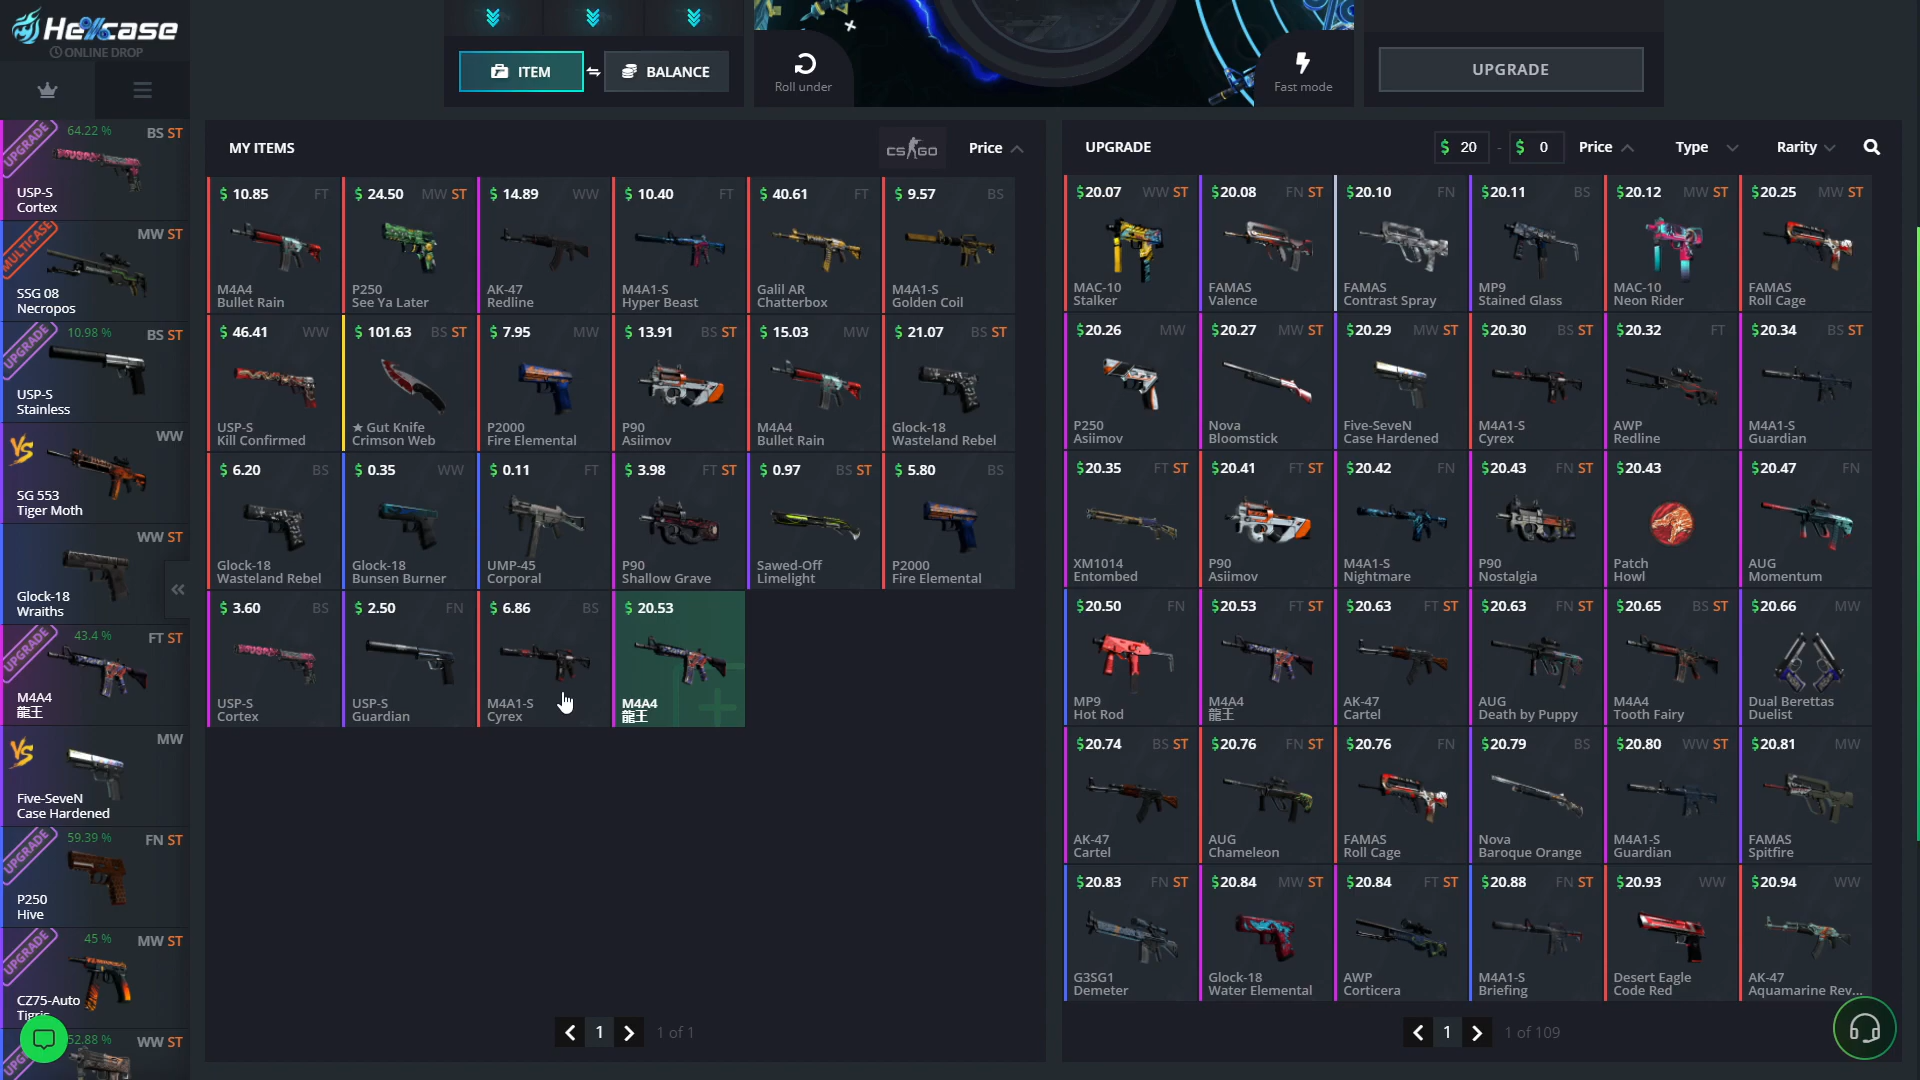 Hellcase
ONLINE DROP
ITEM
BALANCE
Roll under
Fast mode
UPGRADE
UPGRADE
64.22 %
BS ST
USP-S
Cortex
MULTICASE
MW ST
SSG 08
Necropos
UPGRADE
10.98 %
BS ST
USP-S
Stainless
VS
WW
SG 553
Tiger Moth
WW ST
Glock-18
Wraiths
UPGRADE
43.4 %
FT ST
M4A4
龍王
VS
MW
Five-SeveN
Case Hardened
UPGRADE
59.39 %
FN ST
P250
Hive
UPGRADE
45 %
MW ST
CZ75-Auto
Tigris
52.88 %
WW ST
MY ITEMS
CS GO
Price
$ 10.85 FT
M4A4
Bullet Rain
$ 24.50 MW ST
P250
See Ya Later
$ 14.89 WW
AK-47
Redline
$ 10.40 FT
M4A1-S
Hyper Beast
$ 40.61 FT
Galil AR
Chatterbox
$ 9.57 BS
M4A1-S
Golden Coil
$ 46.41 WW
USP-S
Kill Confirmed
$ 101.63 BS ST
★ Gut Knife
Crimson Web
$ 7.95 MW
P2000
Fire Elemental
$ 13.91 BS ST
P90
Asiimov
$ 15.03 MW
M4A4
Bullet Rain
$ 21.07 BS ST
Glock-18
Wasteland Rebel
$ 6.20 BS
Glock-18
Wasteland Rebel
$ 0.35 WW
Glock-18
Bunsen Burner
$ 0.11 FT
UMP-45
Corporal
$ 3.98 FT ST
P90
Shallow Grave
$ 0.97 BS ST
Sawed-Off
Limelight
$ 5.80 BS
P2000
Fire Elemental
$ 3.60 BS
USP-S
Cortex
$ 2.50 FN
USP-S
Guardian
$ 6.86 BS
M4A1-S
Cyrex
$ 20.53
M4A4
龍王
1
1 of 1
UPGRADE
$ 20 - $ 0
Price
Type
Rarity
$20.07 WW ST
MAC-10
Stalker
$20.08 FN ST
FAMAS
Valence
$20.10 FN
FAMAS
Contrast Spray
$20.11 BS
MP9
Stained Glass
$20.12 MW ST
MAC-10
Neon Rider
$20.25 MW ST
FAMAS
Roll Cage
$20.26 MW
P250
Asiimov
$20.27 MW ST
Nova
Bloomstick
$20.29 MW ST
Five-SeveN
Case Hardened
$20.30 BS ST
M4A1-S
Cyrex
$20.32 FT
AWP
Redline
$20.34 BS ST
M4A1-S
Guardian
$20.35 FT ST
XM1014
Entombed
$20.41 FT ST
P90
Asiimov
$20.42 FN
M4A1-S
Nightmare
$20.43 FN ST
P90
Nostalgia
$20.43
Patch
Howl
$20.47 FN
AUG
Momentum
$20.50 FN
MP9
Hot Rod
$20.53 FT ST
M4A4
龍王
$20.63 FT ST
AK-47
Cartel
$20.63 FN ST
AUG
Death by Puppy
$20.65 BS ST
M4A4
Tooth Fairy
$20.66 MW
Dual Berettas
Duelist
$20.74 BS ST
AK-47
Cartel
$20.76 FN ST
AUG
Chameleon
$20.76 FN
FAMAS
Roll Cage
$20.79 BS
Nova
Baroque Orange
$20.80 WW ST
M4A1-S
Guardian
$20.81 MW
FAMAS
Spitfire
$20.83 FN ST
G3SG1
Demeter
$20.84 MW ST
Glock-18
Water Elemental
$20.84 FT ST
AWP
Corticera
$20.88 FN ST
M4A1-S
Briefing
$20.93 WW
Desert Eagle
Code Red
$20.94 WW
AK-47
Aquamarine Rev...
1
1 of 109